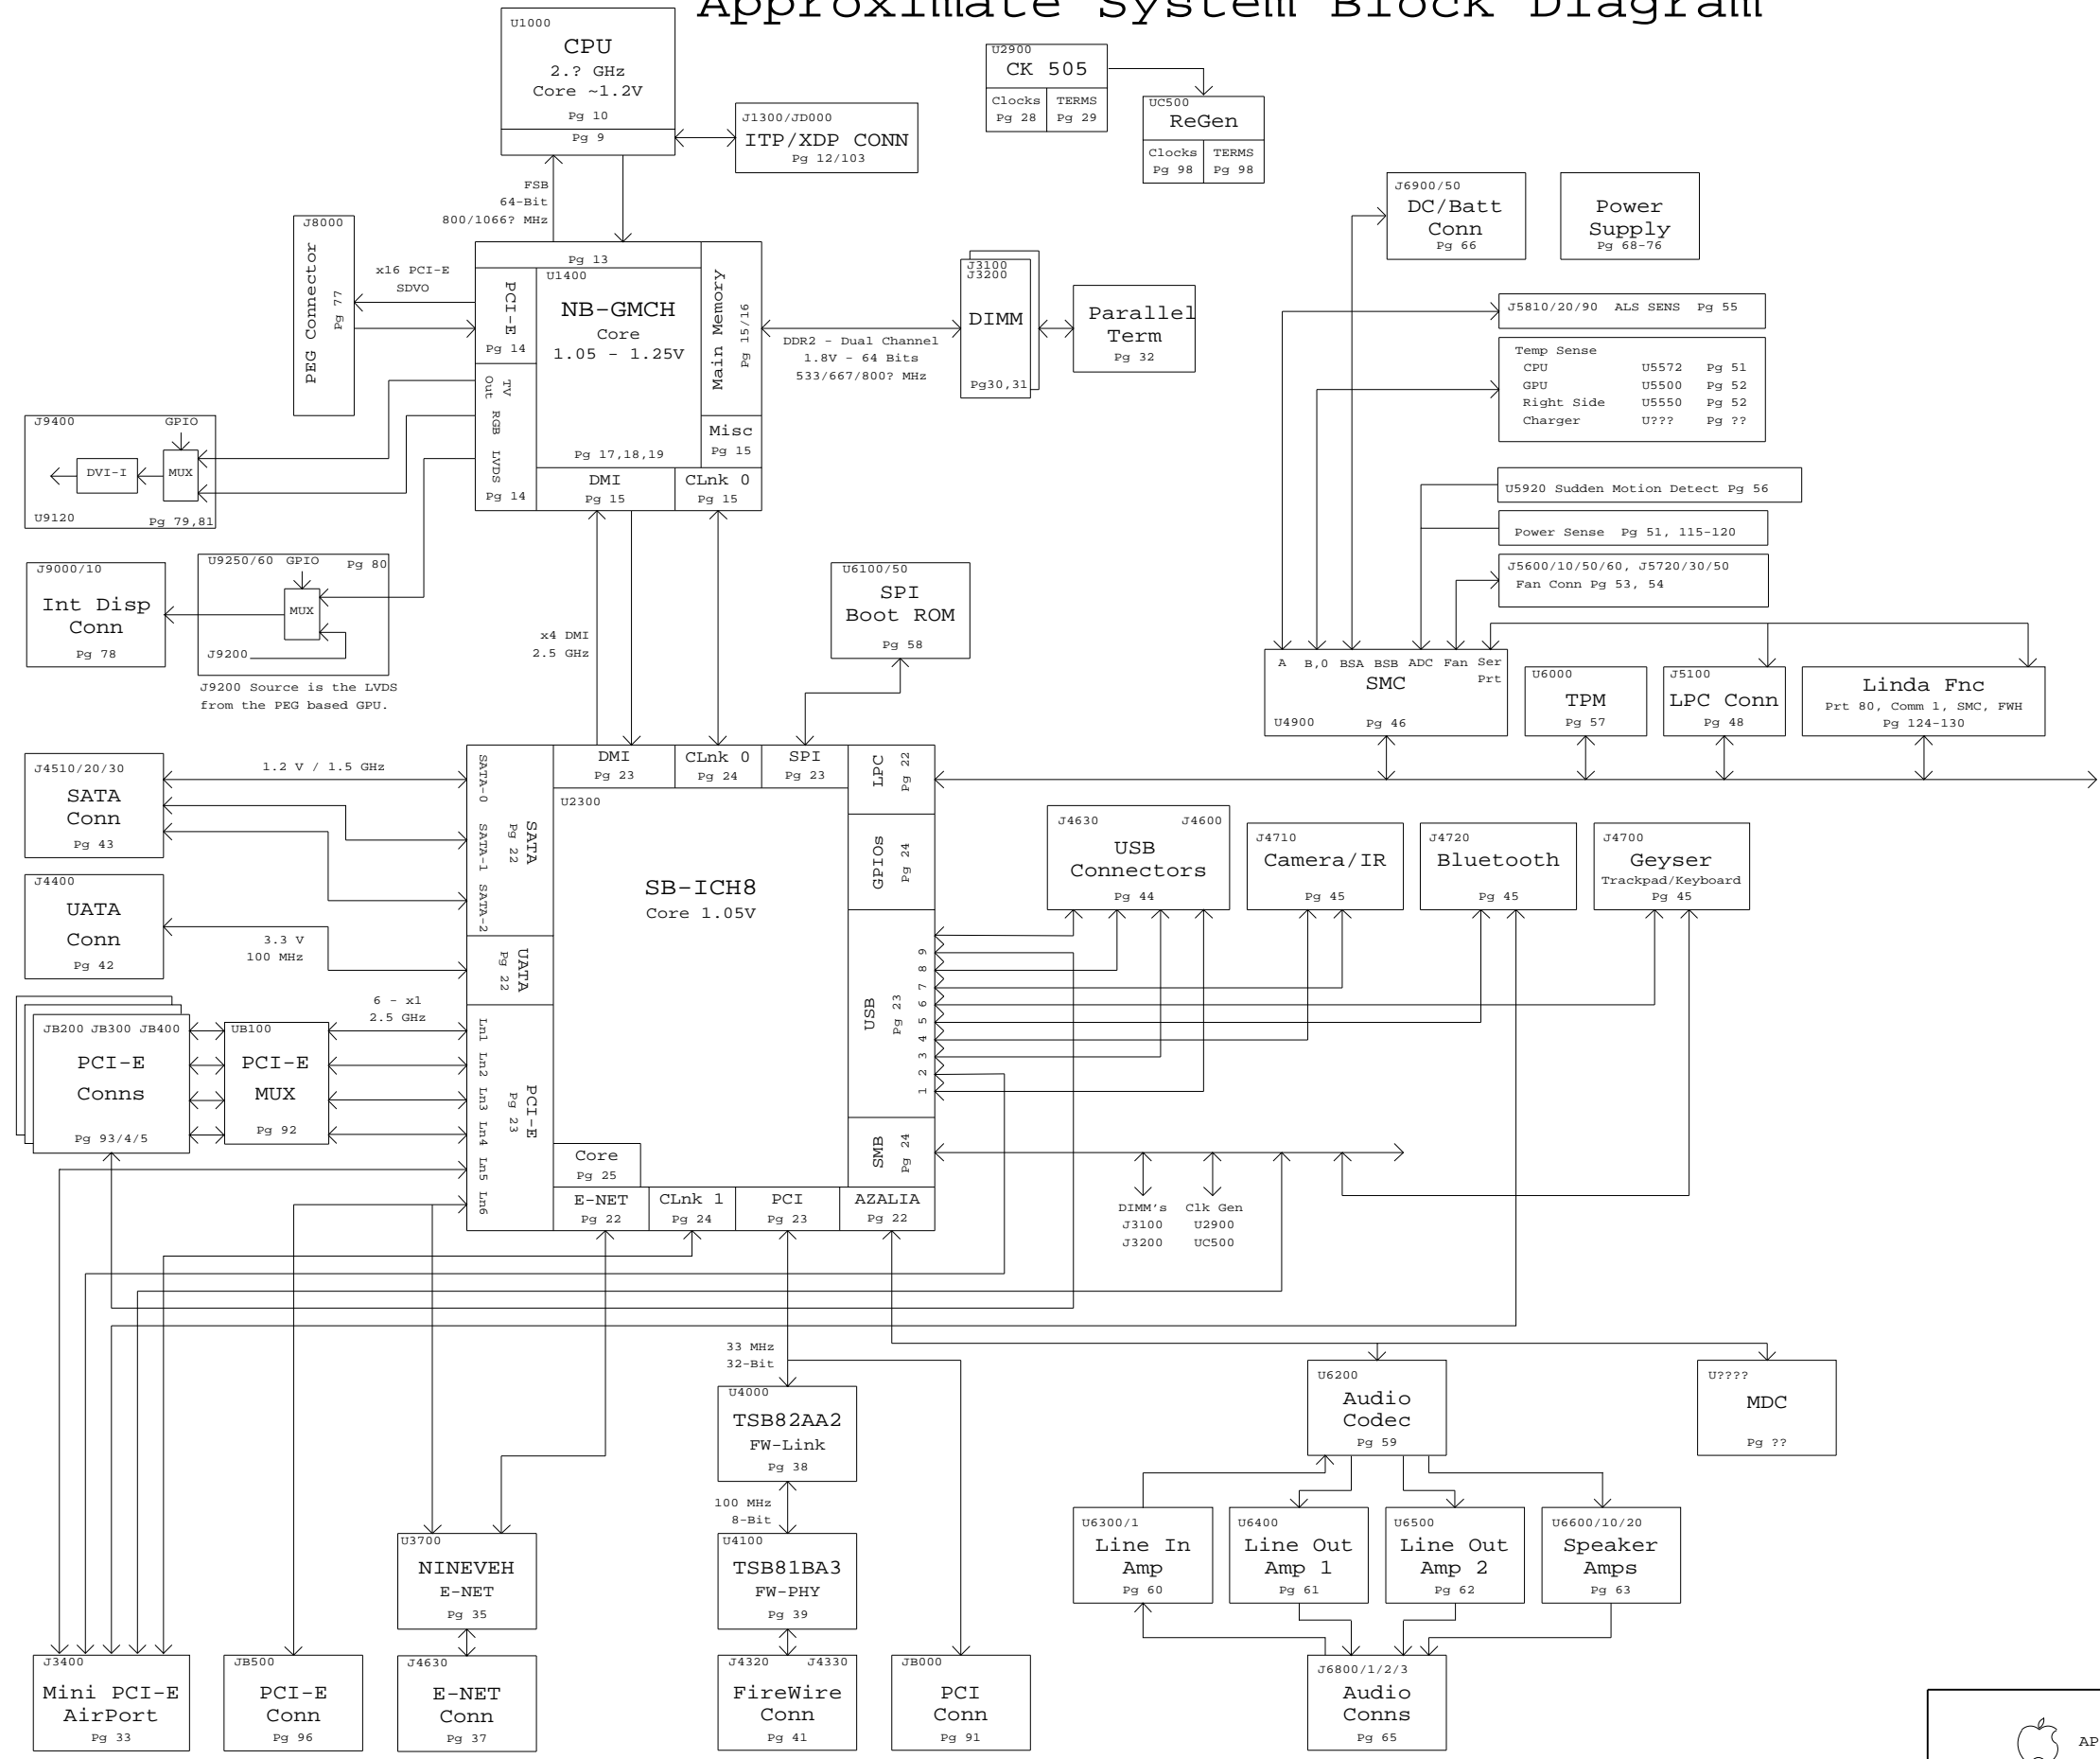 Approximate System Block Diagram
U1000
CPU
2.? GHz
Core ~1.2V
Pg 10
Pg 9
J1300/JD000
ITP/XDP CONN
Pg 12/103
U2900
CK 505
Clocks
Pg 28
TERMS
Pg 29
UC500
ReGen
Clocks
Pg 98
TERMS
Pg 98
FSB
64-Bit
800/1066? MHz
J8000
PEG Connector
Pg 77
x16 PCI-E
SDVO
Pg 13
U1400
NB-GMCH
Core
1.05 - 1.25V
Pg 17,18,19
PCI-E
Pg 14
TV
Out
RGB
LVDS
Pg 14
Main Memory
Pg 15/16
Misc
Pg 15
DMI
Pg 15
CLnk 0
Pg 15
DDR2 - Dual Channel
1.8V - 64 Bits
533/667/800? MHz
J3100
J3200
DIMM
Pg30,31
Parallel
Term
Pg 32
J6900/50
DC/Batt
Conn
Pg 66
Power
Supply
Pg 68-76
J5810/20/90 ALS SENS Pg 55
Temp Sense
CPU U5572 Pg 51
GPU U5500 Pg 52
Right Side U5550 Pg 52
Charger U??? Pg ??
U5920 Sudden Motion Detect Pg 56
Power Sense Pg 51, 115-120
J5600/10/50/60, J5720/30/50
Fan Conn Pg 53, 54
J9400
GPIO
DVI-I
MUX
U9120
Pg 79,81
J9000/10
Int Disp
Conn
Pg 78
U9250/60 GPIO Pg 80
MUX
J9200
J9200 Source is the LVDS
from the PEG based GPU.
x4 DMI
2.5 GHz
U6100/50
SPI
Boot ROM
Pg 58
A B,0 BSA BSB ADC Fan Ser
Prt
SMC
U4900
Pg 46
U6000
TPM
Pg 57
J5100
LPC Conn
Pg 48
Linda Fnc
Prt 80, Comm 1, SMC, FWH
Pg 124-130
J4510/20/30
SATA
Conn
Pg 43
1.2 V / 1.5 GHz
J4400
UATA
Conn
Pg 42
3.3 V
100 MHz
DMI
Pg 23
CLnk 0
Pg 24
SPI
Pg 23
LPC
Pg 22
U2300
SB-ICH8
Core 1.05V
SATA-0
SATA-1
SATA-2
SATA
Pg 22
UATA
Pg 22
GPIOs
Pg 24
USB
Pg 23
9
8
7
6
5
4
3
2
1
SMB
Pg 24
PCI-E
Pg 23
Ln1
Ln2
Ln3
Ln4
Ln5
Ln6
Core
Pg 25
E-NET
Pg 22
CLnk 1
Pg 24
PCI
Pg 23
AZALIA
Pg 22
J4630
J4600
USB
Connectors
Pg 44
J4710
Camera/IR
Pg 45
J4720
Bluetooth
Pg 45
J4700
Geyser
Trackpad/Keyboard
Pg 45
JB200 JB300 JB400
PCI-E
Conns
Pg 93/4/5
UB100
PCI-E
MUX
Pg 92
6 - x1
2.5 GHz
DIMM's
J3100
J3200
Clk Gen
U2900
UC500
33 MHz
32-Bit
U4000
TSB82AA2
FW-Link
Pg 38
100 MHz
8-Bit
U4100
TSB81BA3
FW-PHY
Pg 39
U3700
NINEVEH
E-NET
Pg 35
U6200
Audio
Codec
Pg 59
U????
MDC
Pg ??
U6300/1
Line In
Amp
Pg 60
U6400
Line Out
Amp 1
Pg 61
U6500
Line Out
Amp 2
Pg 62
U6600/10/20
Speaker
Amps
Pg 63
J3400
Mini PCI-E
AirPort
Pg 33
JB500
PCI-E
Conn
Pg 96
J4630
E-NET
Conn
Pg 37
J4320
J4330
FireWire
Conn
Pg 41
JB000
PCI
Conn
Pg 91
J6800/1/2/3
Audio
Conns
Pg 65